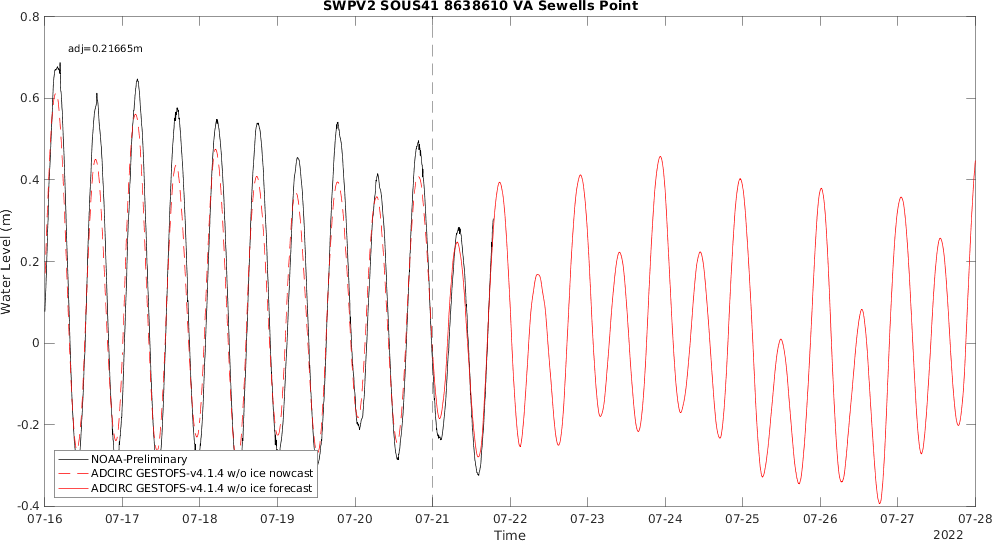 SWPV2 SOUS41 8638610 VA Sewells Point
adj=0.21665m
0.8
0.6
0.4
0.2
0
-0.2
-0.4
Water Level (m)
NOAA-Preliminary
ADCIRC GESTOFS-v4.1.4 w/o ice nowcast
ADCIRC GESTOFS-v4.1.4 w/o ice forecast
07-16 07-17 07-18 07-19 07-20 07-21 07-22 07-23 07-24 07-25 07-26 07-27 07-28
Time
2022